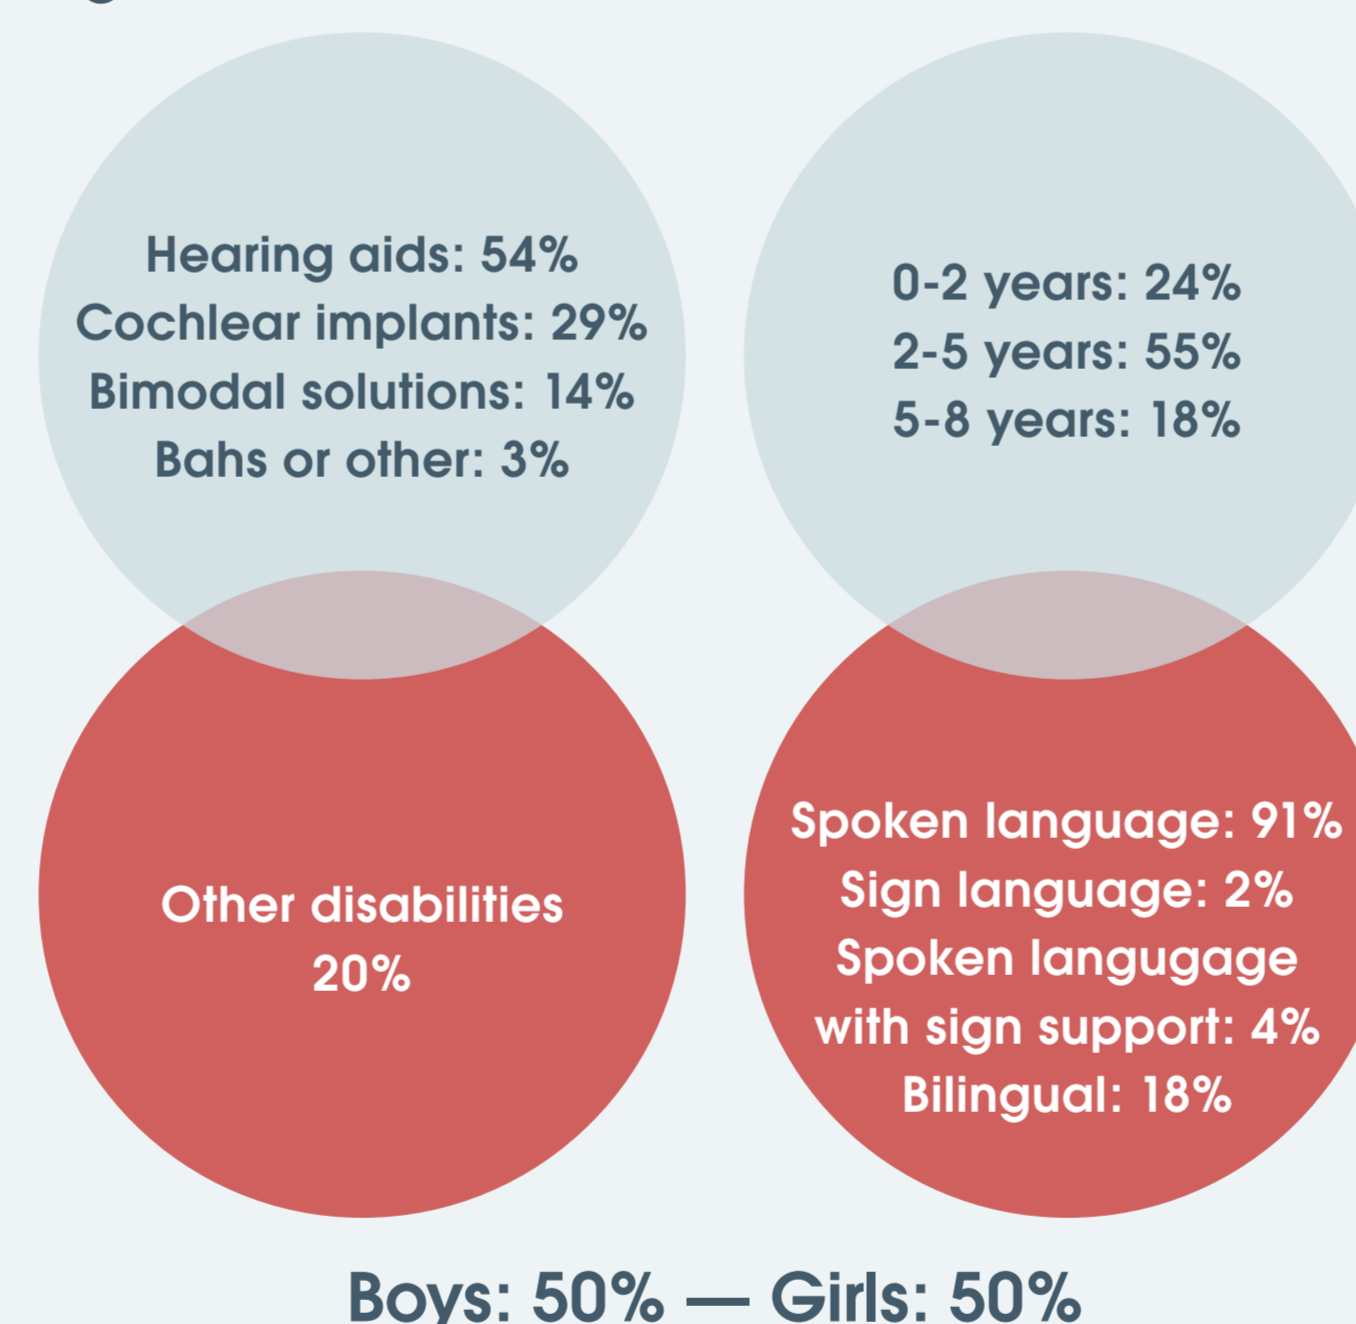 Hearing aids: 54%
Cochlear implants: 29%
Bimodal solutions: 14%
Bahs or other: 3%
0-2 years: 24%
2-5 years: 55%
5-8 years: 18%
Other disabilities
20%
Spoken language: 91%
Sign language: 2%
Spoken langugage
with sign support: 4%
Bilingual: 18%
Boys: 50% — Girls: 50%